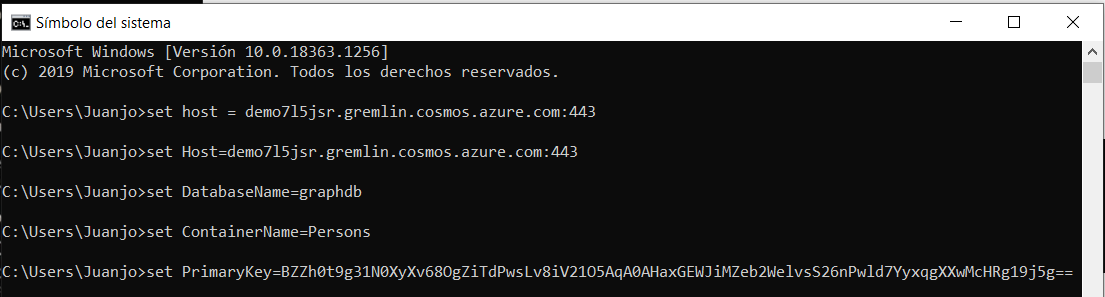 Símbolo del sistema
Microsoft Windows [Versión 10.0.18363.1256]
(c) 2019 Microsoft Corporation. Todos los derechos reservados.
C:\Users\Juanjo>set host = demo7l5jsr.gremlin.cosmos.azure.com:443
C:\Users\Juanjo>set Host=demo7l5jsr.gremlin.cosmos.azure.com:443
C:\Users\Juanjo>set DatabaseName=graphdb
C:\Users\Juanjo>set ContainerName=Persons
C:\Users\Juanjo>set PrimaryKey=BZZh0t9g31N0XyXv68OgZiTdPwsLv8iV21O5AqA0AHaxGEWJiMZeb2WelvsS26nPwld7YyxqgXXwMcHRg19j5g==